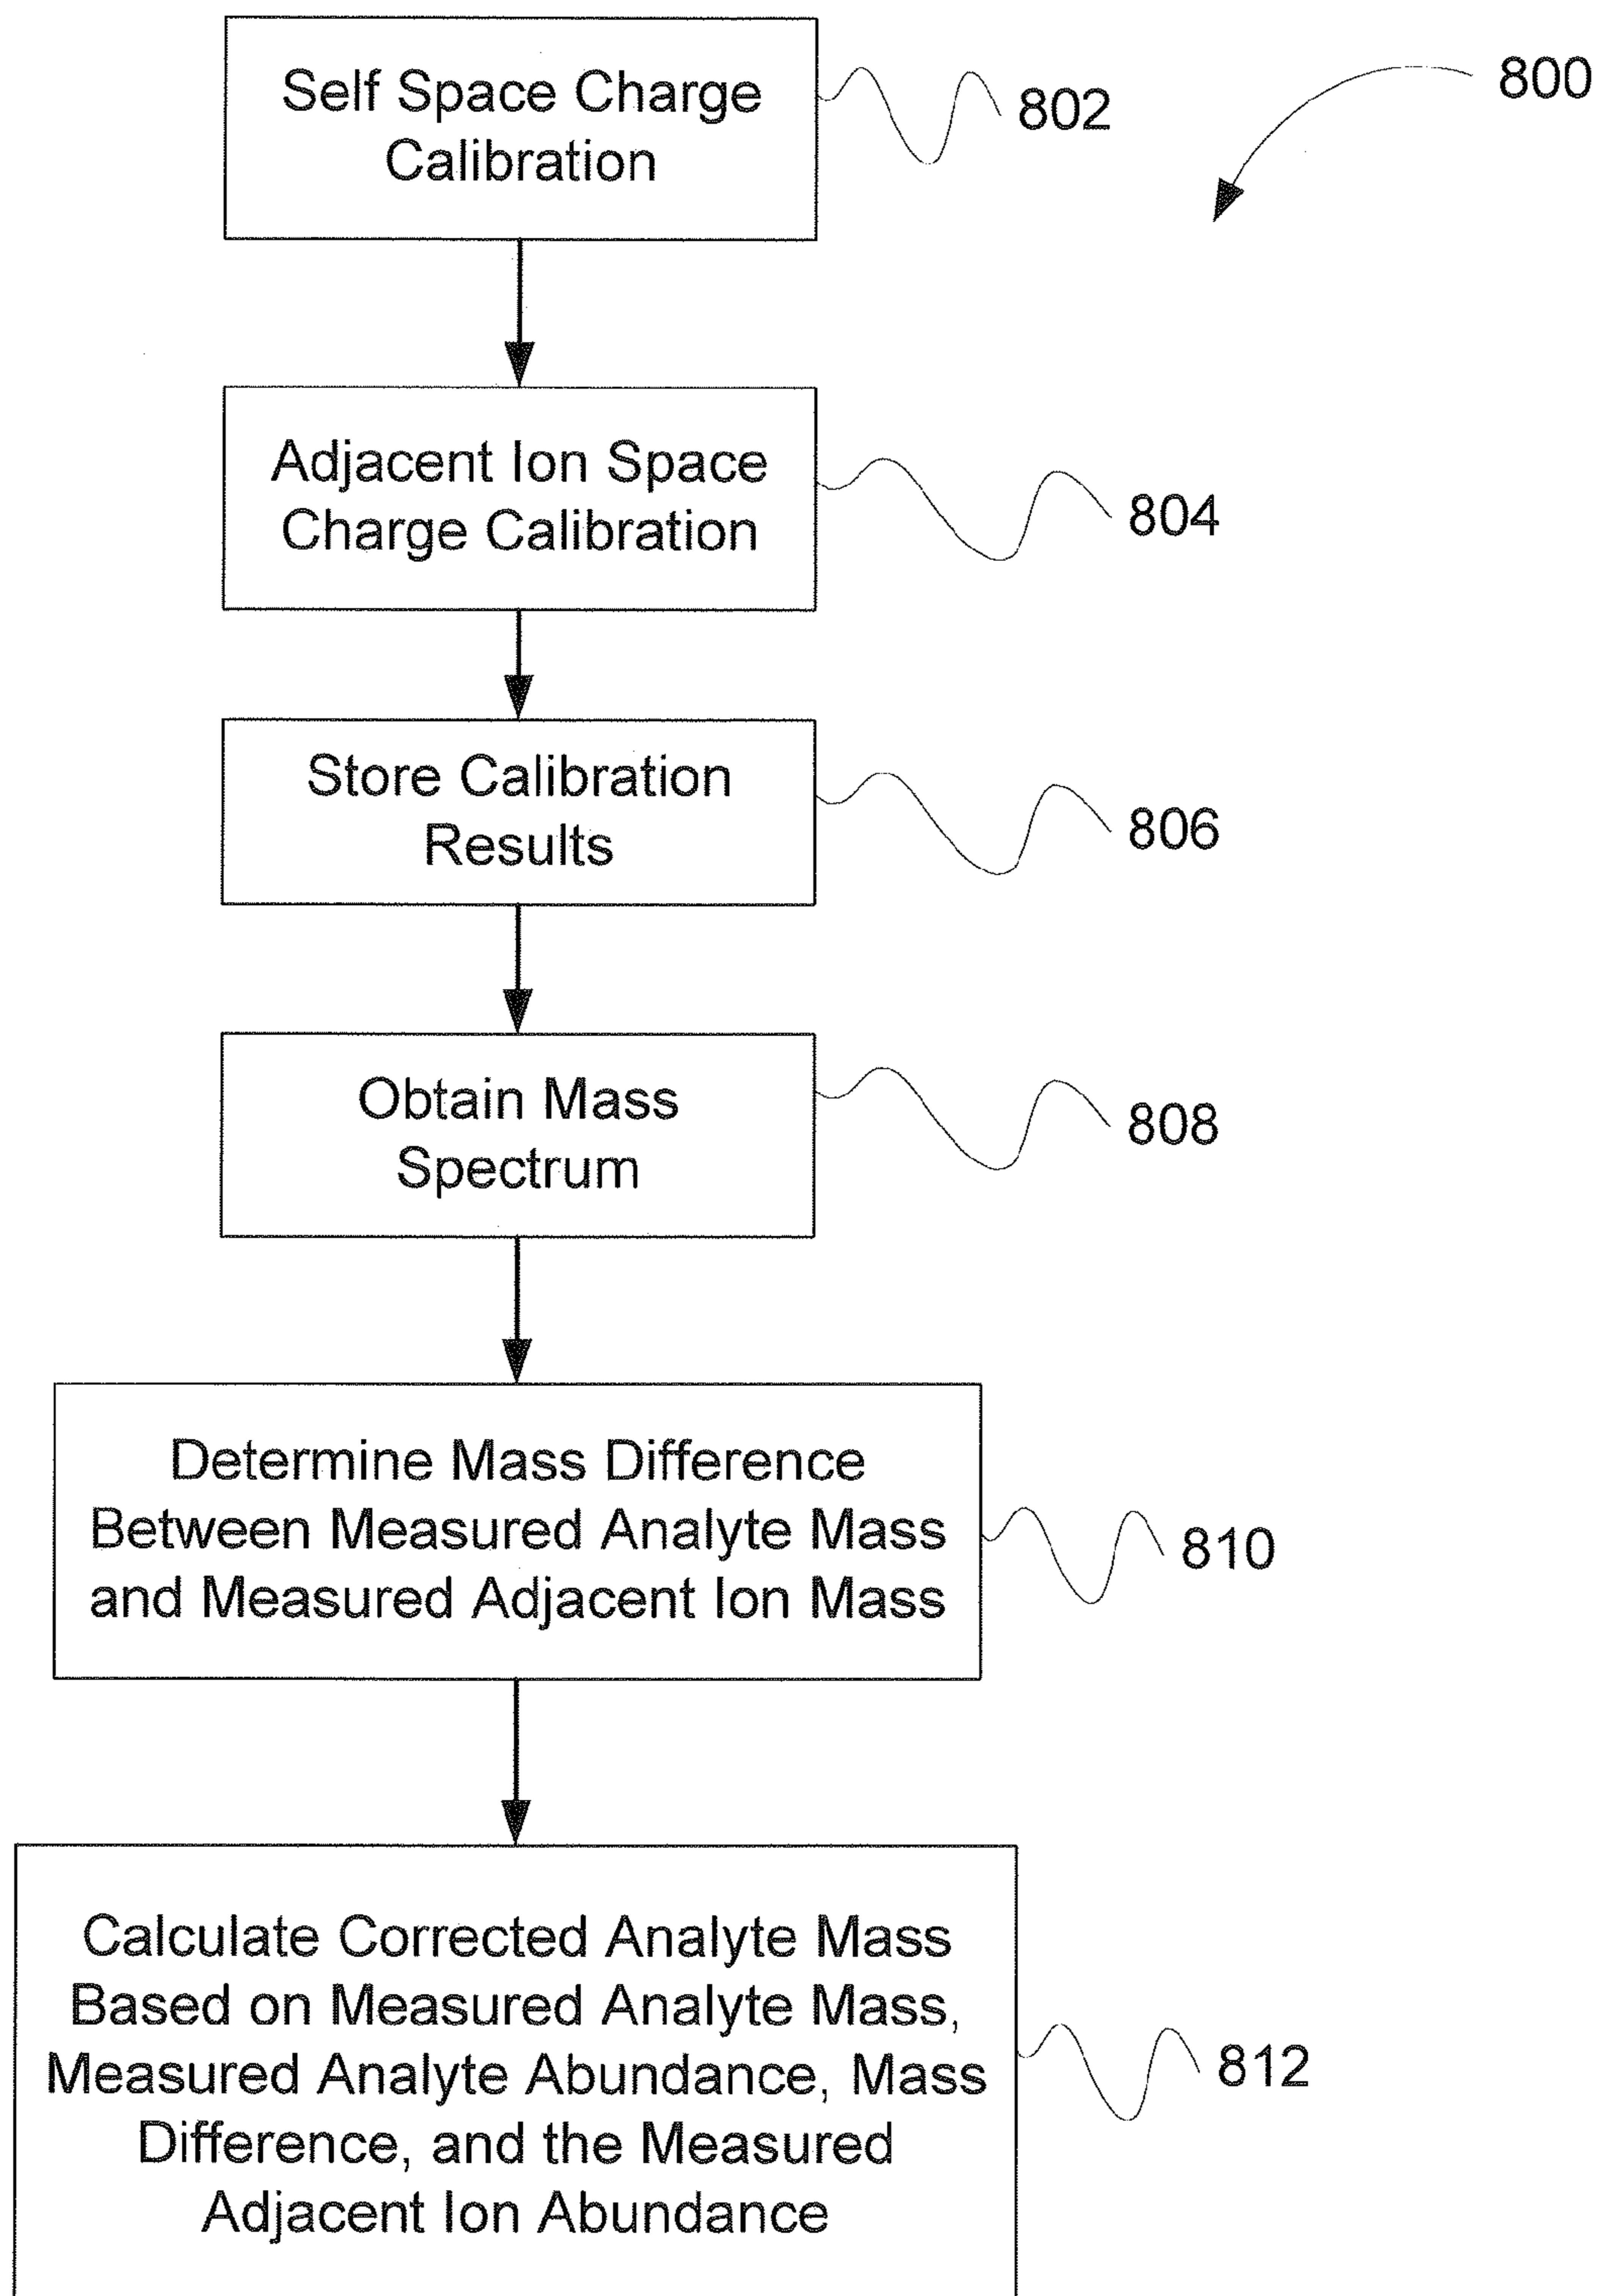 800
Self Space Charge
Calibration
802
Adjacent Ion Space
Charge Calibration
804
Store Calibration
Results
806
Obtain Mass
Spectrum
808
Determine Mass Difference
Between Measured Analyte Mass
and Measured Adjacent Ion Mass
810
Calculate Corrected Analyte Mass
Based on Measured Analyte Mass,
Measured Analyte Abundance, Mass
Difference, and the Measured
Adjacent Ion Abundance
812